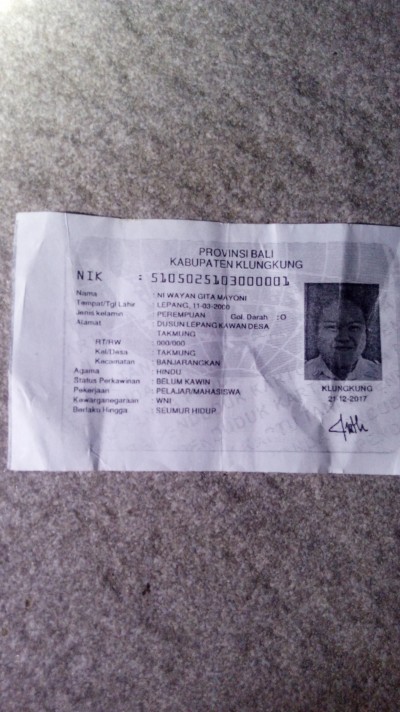 PROVINSI BALI
KABUPATEN KLUNGKUNG
NIK : 5105025103000001
Nama : NI WAYAN GITA MAYONI
Tempat/Tgl Lahir : LEPANG, 11-03-2000
Jenis kelamin : PEREMPUAN Gol. Darah : O
Alamat : DUSUN LEPANG KAWAN DESA
TAKMUNG
RT/RW : 000/000
Kel/Desa : TAKMUNG
Kecamatan : BANJARANGKAN
Agama : HINDU
Status Perkawinan : BELUM KAWIN
Pekerjaan : PELAJAR/MAHASISWA
Kewarganegaraan : WNI
Berlaku Hingga : SEUMUR HIDUP
KLUNGKUNG
21-12-2017